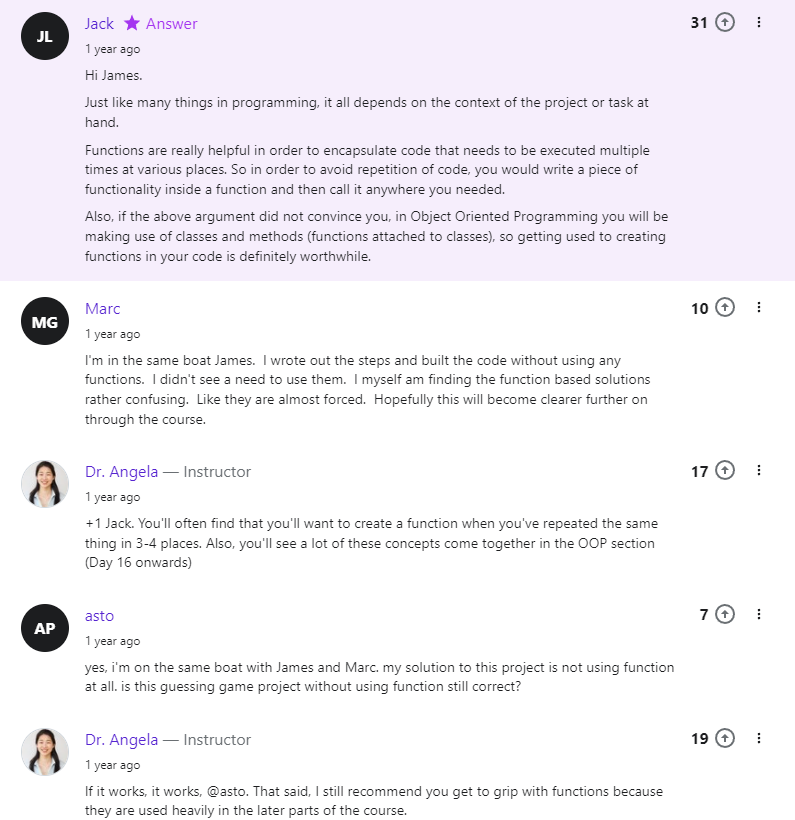 JL
Jack ★ Answer
31
1 year ago
Hi James.
Just like many things in programming, it all depends on the context of the project or task at
hand.
Functions are really helpful in order to encapsulate code that needs to be executed multiple
times at various places. So in order to avoid repetition of code, you would write a piece of
functionality inside a function and then call it anywhere you needed.
Also, if the above argument did not convince you, in Object Oriented Programming you will be
making use of classes and methods (functions attached to classes), so getting used to creating
functions in your code is definitely worthwhile.
MG
Marc
10
1 year ago
I'm in the same boat James.  I wrote out the steps and built the code without using any
functions.  I didn't see a need to use them.  I myself am finding the function based solutions
rather confusing.  Like they are almost forced.  Hopefully this will become clearer further on
through the course.
Dr. Angela — Instructor
17
1 year ago
+1 Jack. You'll often find that you'll want to create a function when you've repeated the same
thing in 3-4 places. Also, you'll see a lot of these concepts come together in the OOP section
(Day 16 onwards)
AP
asto
7
1 year ago
yes, i'm on the same boat with James and Marc. my solution to this project is not using function
at all. is this guessing game project without using function still correct?
Dr. Angela — Instructor
19
1 year ago
If it works, it works, @asto. That said, I still recommend you get to grip with functions because
they are used heavily in the later parts of the course.